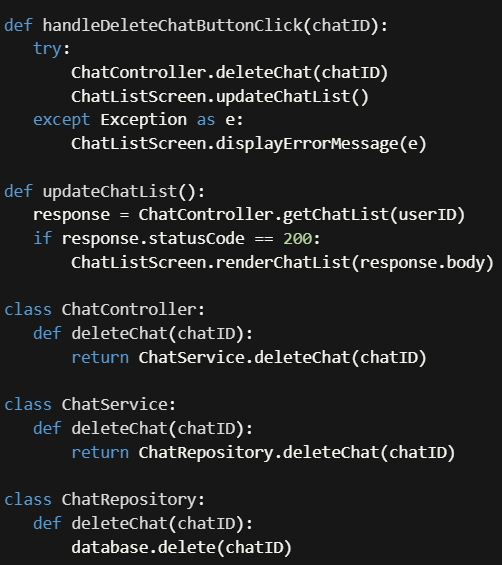 def handleDeleteChatButtonClick(chatID):
   try:
       ChatController.deleteChat(chatID)
       ChatListScreen.updateChatList()
   except Exception as e:
       ChatListScreen.displayErrorMessage(e)

def updateChatList():
   response = ChatController.getChatList(userID)
   if response.statusCode == 200:
       ChatListScreen.renderChatList(response.body)

class ChatController:
   def deleteChat(chatID):
       return ChatService.deleteChat(chatID)

class ChatService:
   def deleteChat(chatID):
       return ChatRepository.deleteChat(chatID)

class ChatRepository:
   def deleteChat(chatID):
       database.delete(chatID)